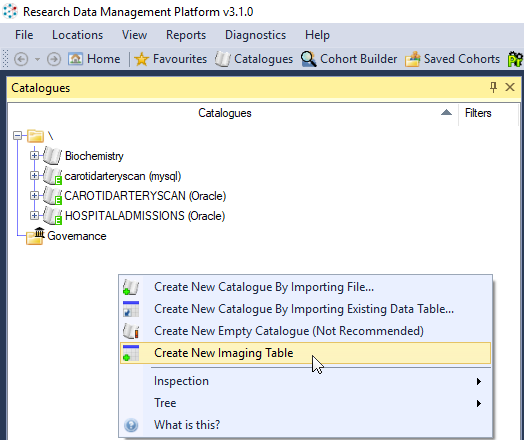 Research Data Management Platform v3.1.0
File Locations View Reports Diagnostics Help
Home Favourites Catalogues Cohort Builder Saved Cohorts
Catalogues
Catalogues Filters
\
Biochemistry
carotidarteryscan (mysql)
CAROTIDARTERYSCAN (Oracle)
HOSPITALADMISSIONS (Oracle)
Governance
Create New Catalogue By Importing File...
Create New Catalogue By Importing Existing Data Table...
Create New Empty Catalogue (Not Recommended)
Create New Imaging Table
Inspection
Tree
What is this?